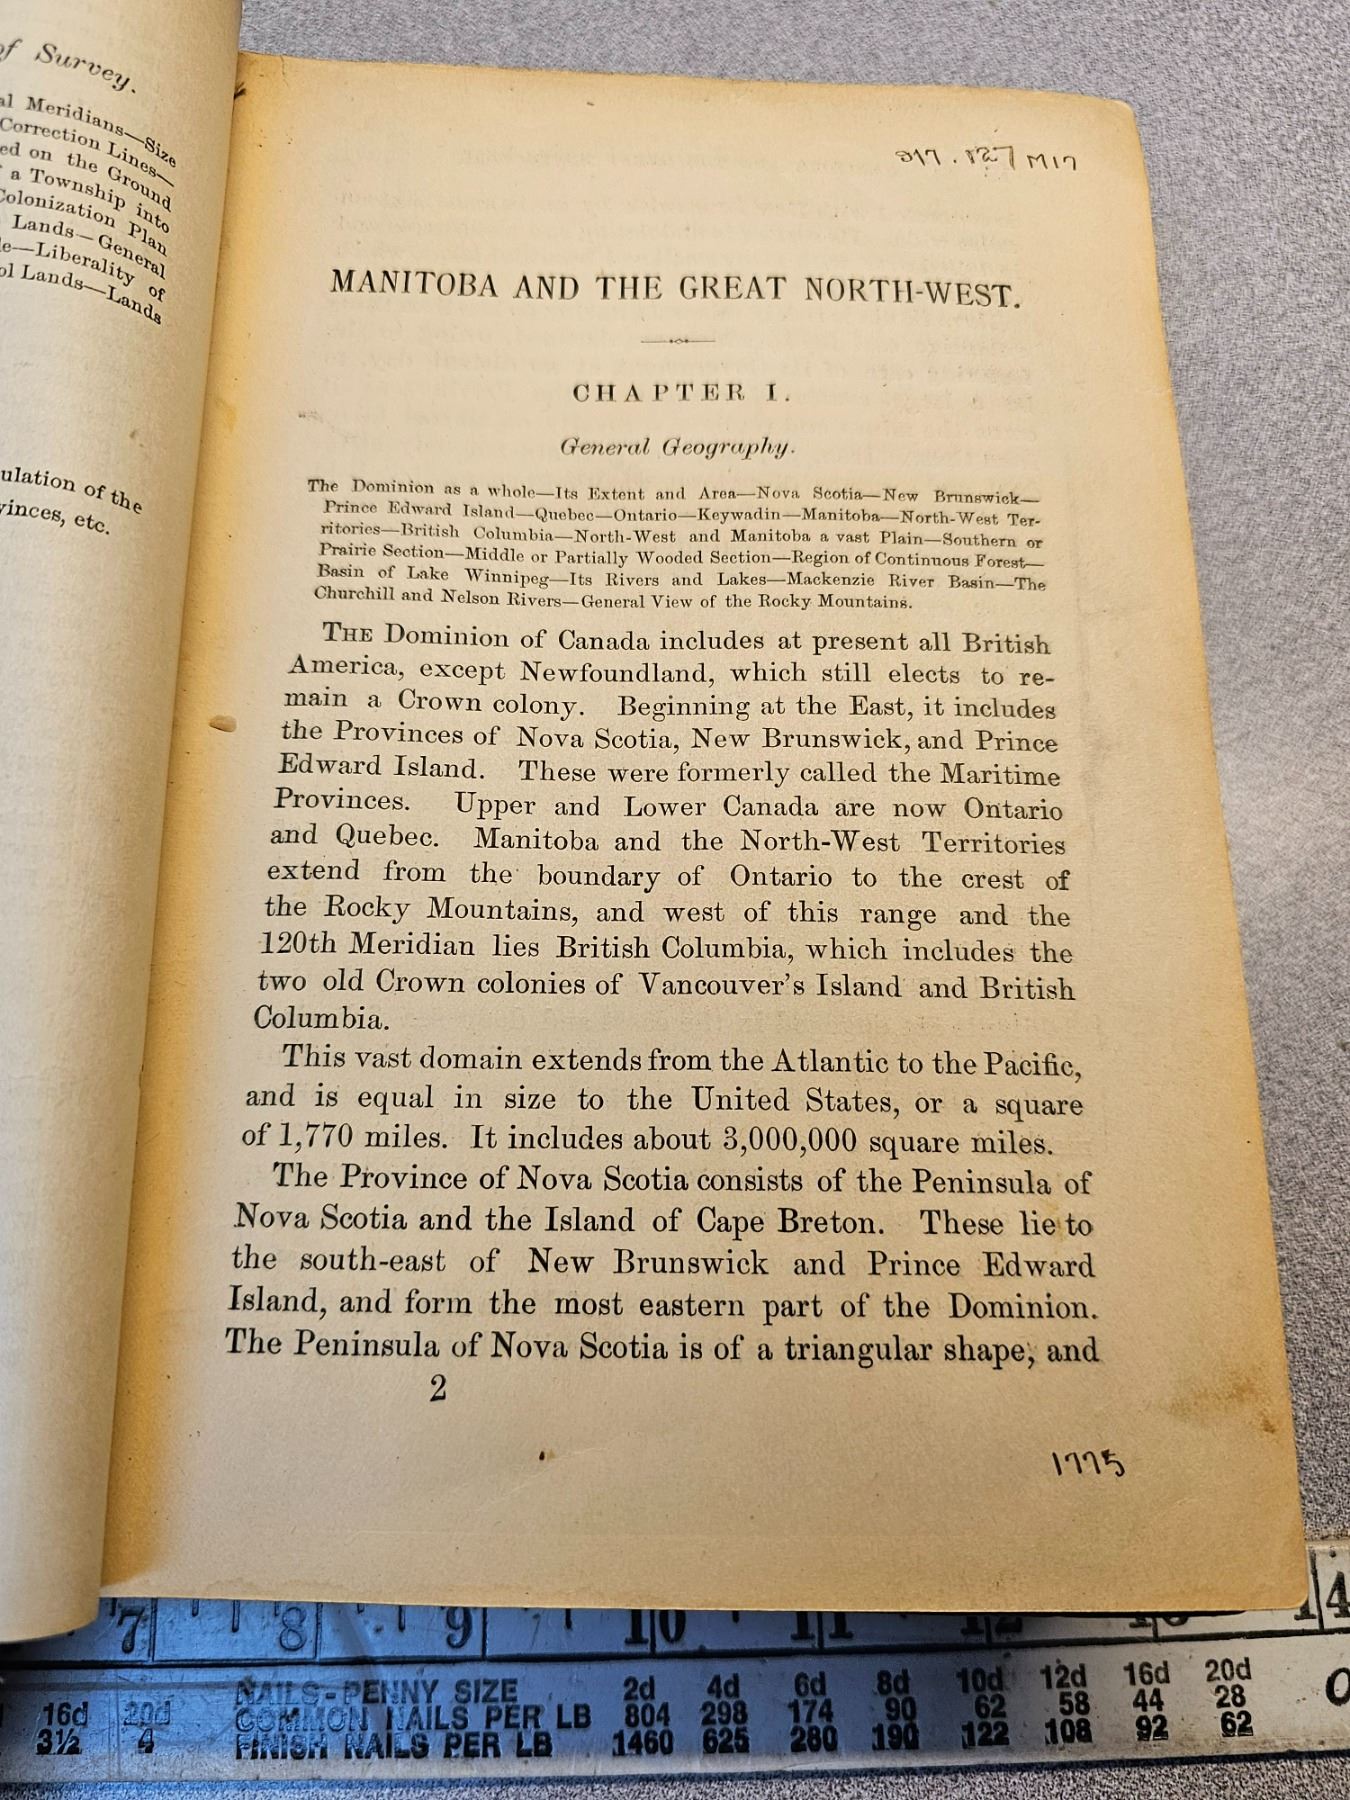 of Survey.
al Meridians—Size
Correction Lines—
ed on the Ground
f a Township into
Colonization Plan
Lands—General
le—Liberality of
ol Lands—Lands
ulation of the
vinces, etc.
917.127 M17
MANITOBA AND THE GREAT NORTH-WEST.
CHAPTER I.
General Geography.
The Dominion as a whole—Its Extent and Area—Nova Scotia—New Brunswick—
Prince Edward Island—Quebec—Ontario—Keywadin—Manitoba—North-West Ter-
ritories—British Columbia—North-West and Manitoba a vast Plain—Southern or
Prairie Section—Middle or Partially Wooded Section—Region of Continuous Forest—
Basin of Lake Winnipeg—Its Rivers and Lakes—Mackenzie River Basin—The
Churchill and Nelson Rivers—General View of the Rocky Mountains.
THE Dominion of Canada includes at present all British
America, except Newfoundland, which still elects to re-
main a Crown colony. Beginning at the East, it includes
the Provinces of Nova Scotia, New Brunswick, and Prince
Edward Island. These were formerly called the Maritime
Provinces. Upper and Lower Canada are now Ontario
and Quebec. Manitoba and the North-West Territories
extend from the boundary of Ontario to the crest of
the Rocky Mountains, and west of this range and the
120th Meridian lies British Columbia, which includes the
two old Crown colonies of Vancouver's Island and British
Columbia.
This vast domain extends from the Atlantic to the Pacific,
and is equal in size to the United States, or a square
of 1,770 miles. It includes about 3,000,000 square miles.
The Province of Nova Scotia consists of the Peninsula of
Nova Scotia and the Island of Cape Breton. These lie to
the south-east of New Brunswick and Prince Edward
Island, and form the most eastern part of the Dominion.
The Peninsula of Nova Scotia is of a triangular shape, and
2
1775
7 8 9 10 11 12 13 14
NAILS-PENNY SIZE 2d 4d 6d 8d 10d 12d 16d 20d
16d 20d COMMON NAILS PER LB 804 298 174 90 62 58 44 28
3½ 4 FINISH NAILS PER LB 1460 625 280 190 122 108 92 62